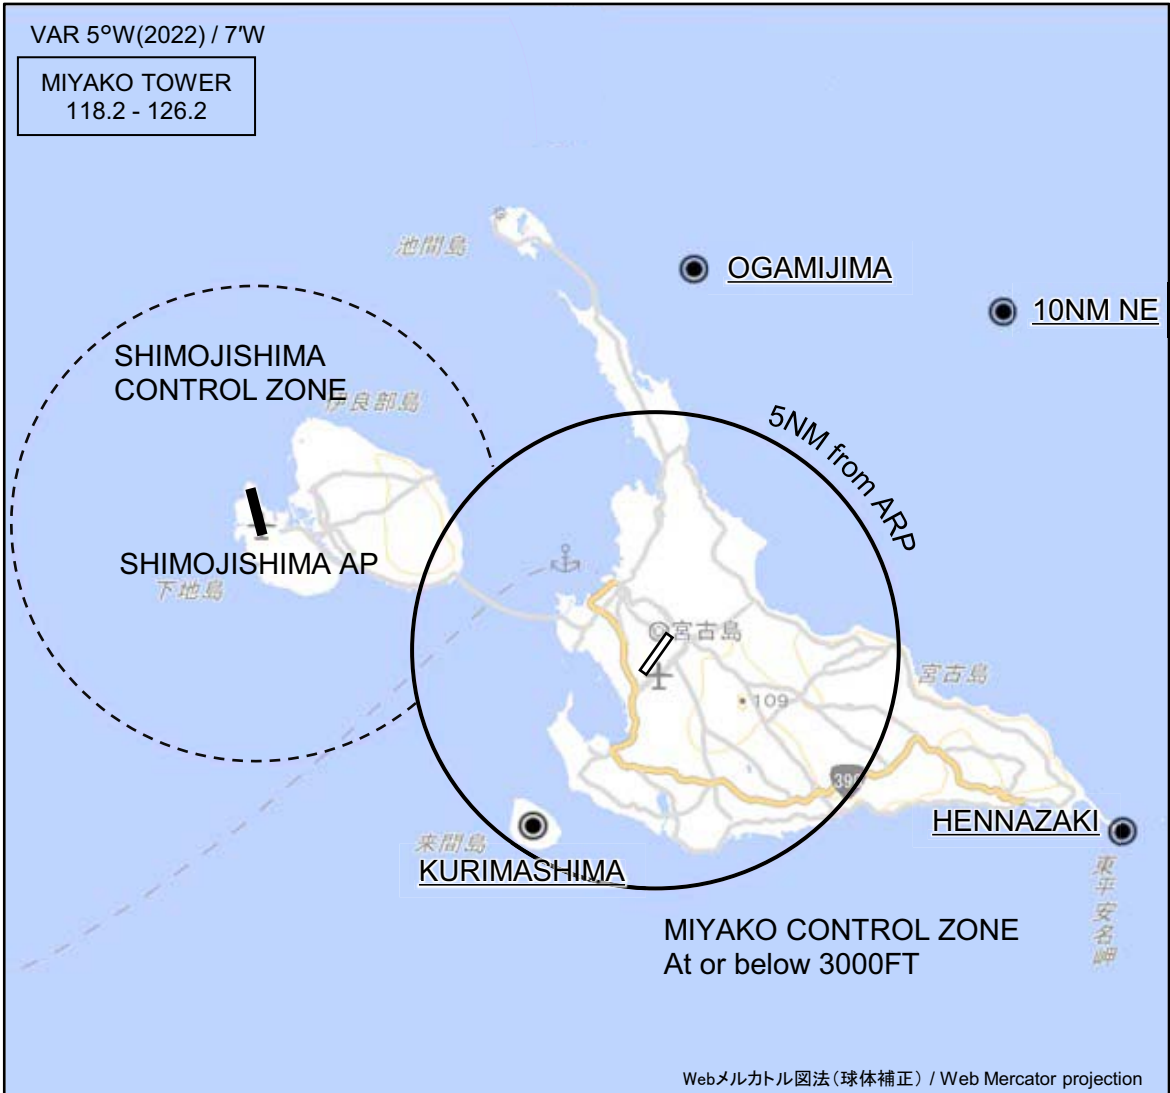 VAR 5°W(2022) / 7'W
MIYAKO TOWER
118.2 - 126.2
池間島
OGAMIJIMA
10NM NE
SHIMOJISHIMA
CONTROL ZONE
伊良部島
5NM from ARP
SHIMOJISHIMA AP
下地島
宮古島
宮古島
109
390
HENNAZAKI
来間島
KURIMASHIMA
東平安名岬
MIYAKO CONTROL ZONE
At or below 3000FT
Webメルカトル図法(球体補正) / Web Mercator projection